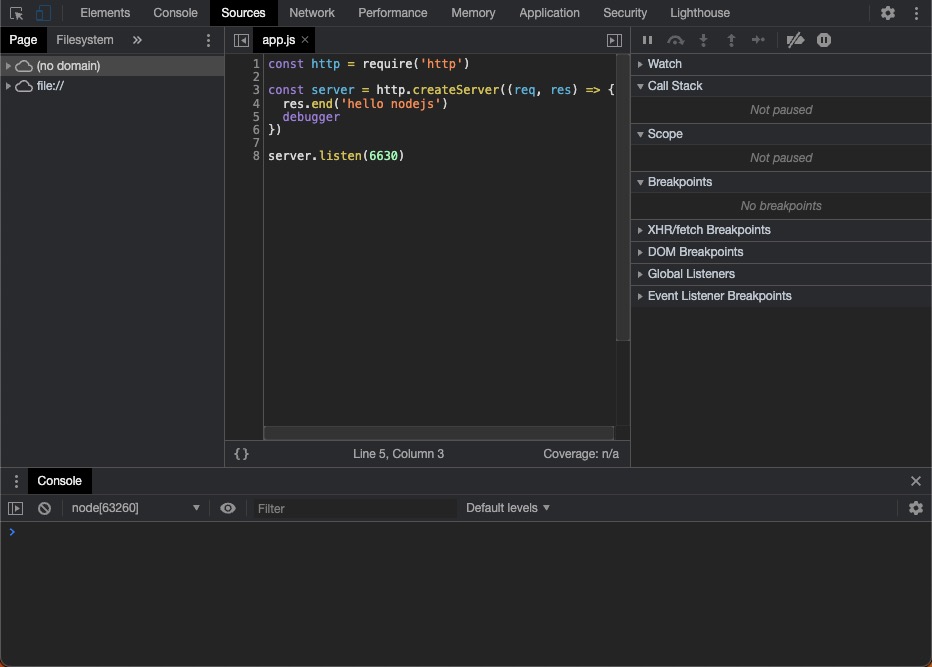 Elements Console Sources Network Performance Memory Application Security Lighthouse
Page Filesystem »
app.js ×
(no domain)
file://
1 const http = require('http')
2
3 const server = http.createServer((req, res) => {
4 res.end('hello nodejs')
5 debugger
6 })
7
8 server.listen(6630)
{ } Line 5, Column 3 Coverage: n/a
Watch
Call Stack
Not paused
Scope
Not paused
Breakpoints
No breakpoints
XHR/fetch Breakpoints
DOM Breakpoints
Global Listeners
Event Listener Breakpoints
Console
node[63260] Filter Default levels